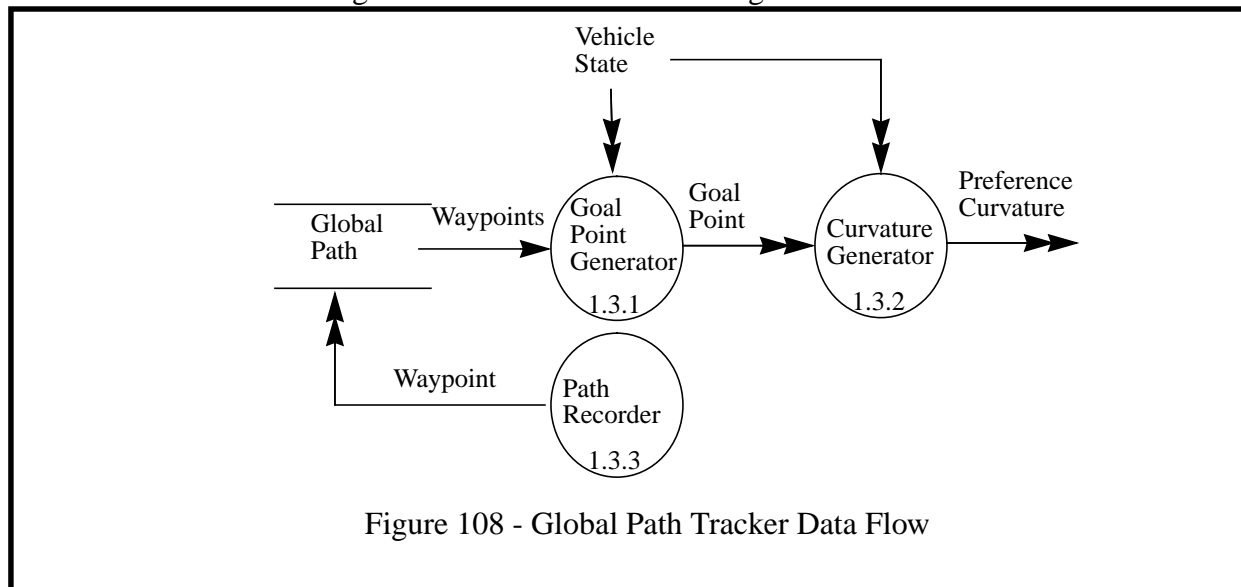 Vehicle
State
Preference
Curvature
Goal
Point
Waypoints
Global
Path
Goal
Point
Generator
1.3.1
Curvature
Generator
1.3.2
Waypoint
Path
Recorder
1.3.3
Figure 108 - Global Path Tracker Data Flow